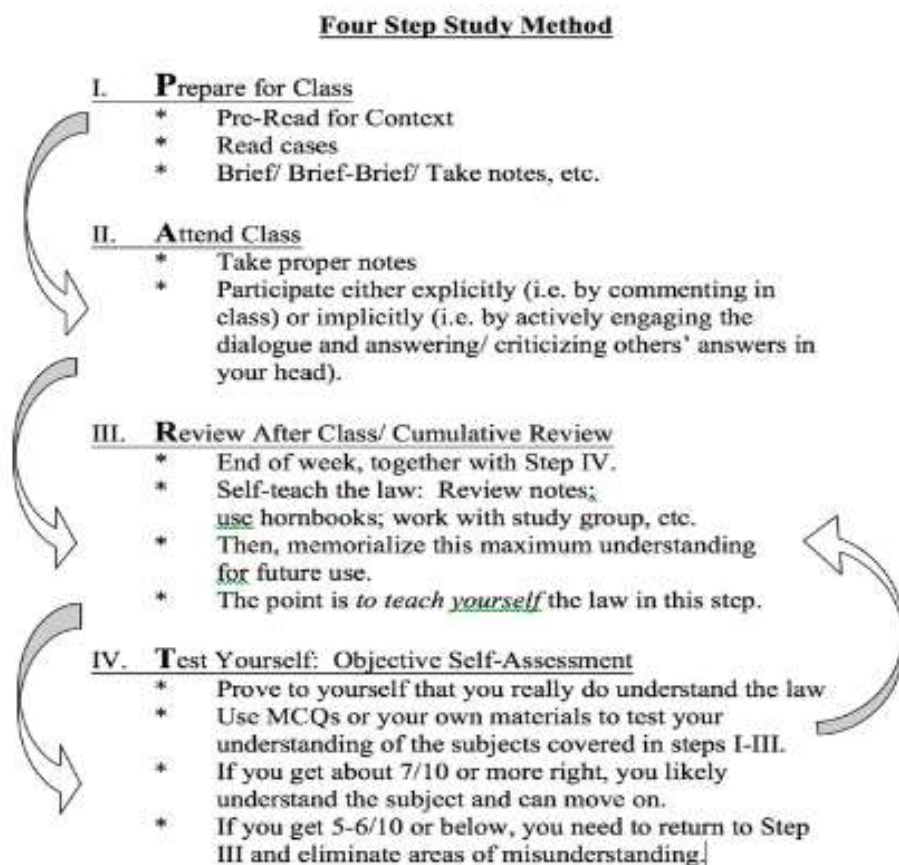 Four Step Study Method
I. Prepare for Class
* Pre-Read for Context
* Read cases
* Brief/ Brief-Brief/ Take notes, etc.
II. Attend Class
* Take proper notes
* Participate either explicitly (i.e. by commenting in
class) or implicitly (i.e. by actively engaging the
dialogue and answering/ criticizing others' answers in
your head).
III. Review After Class/ Cumulative Review
* End of week, together with Step IV.
* Self-teach the law: Review notes;
use hornbooks; work with study group, etc.
* Then, memorialize this maximum understanding
for future use.
* The point is to teach yourself the law in this step.
IV. Test Yourself: Objective Self-Assessment
* Prove to yourself that you really do understand the law
* Use MCQs or your own materials to test your
understanding of the subjects covered in steps I-III.
* If you get about 7/10 or more right, you likely
understand the subject and can move on.
* If you get 5-6/10 or below, you need to return to Step
III and eliminate areas of misunderstanding.